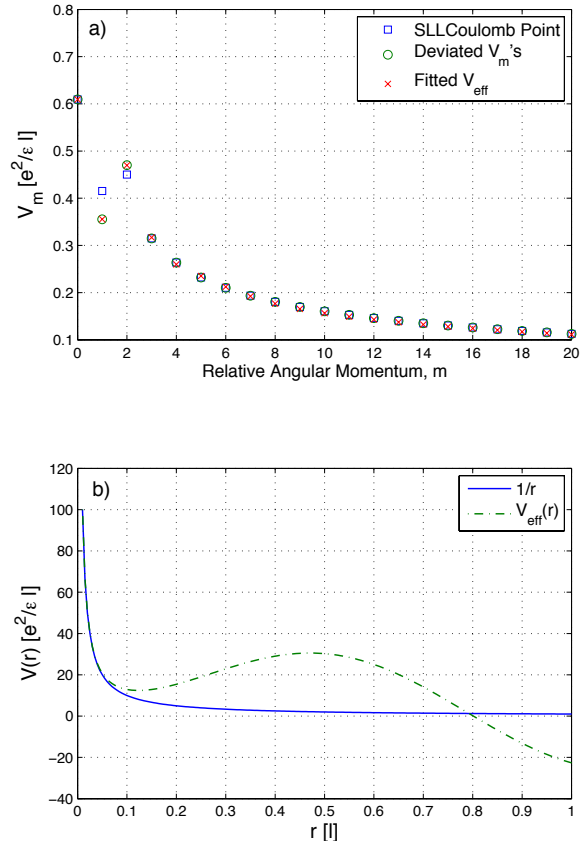 a)
SLLCoulomb Point
Deviated V_m's
Fitted V_eff
V_m [e^2/ε l]
0.8
0.7
0.6
0.5
0.4
0.3
0.2
0.1
0 2 4 6 8 10 12 14 16 18 20
Relative Angular Momentum, m
b)
1/r
V_eff(r)
V(r) [e^2/ε l]
120
100
80
60
40
20
0
−20
−40
0 0.1 0.2 0.3 0.4 0.5 0.6 0.7 0.8 0.9 1
r [l]